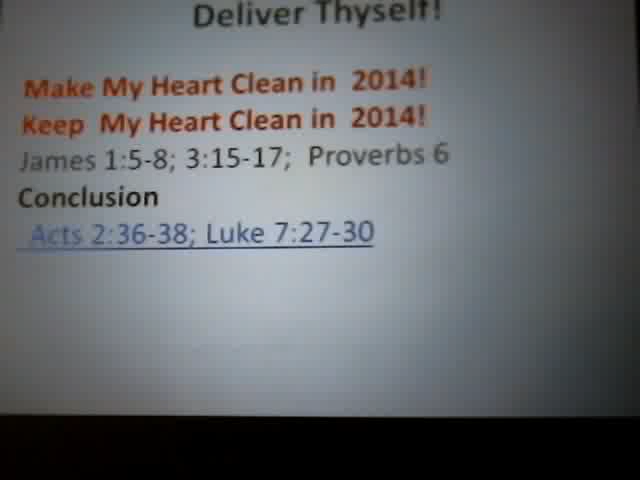 Deliver Thyself!
Make My Heart Clean in 2014!
Keep My Heart Clean in 2014!
James 1:5-8; 3:15-17; Proverbs 6
Conclusion
Acts 2:36-38; Luke 7:27-30